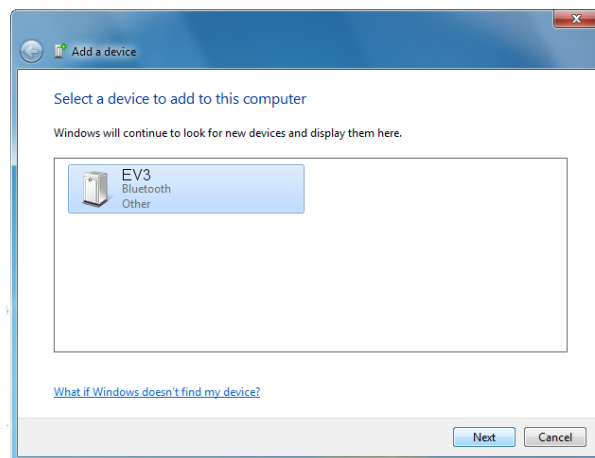 Add a device
Select a device to add to this computer
Windows will continue to look for new devices and display them here.
EV3
Bluetooth
Other
What if Windows doesn't find my device?
Next
Cancel